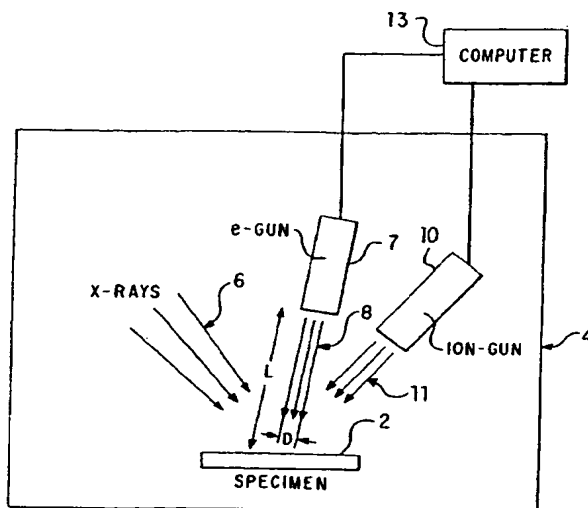 13
COMPUTER
e-GUN
7
10
X-RAYS
6
8
ION-GUN
4
L
11
D
2
SPECIMEN